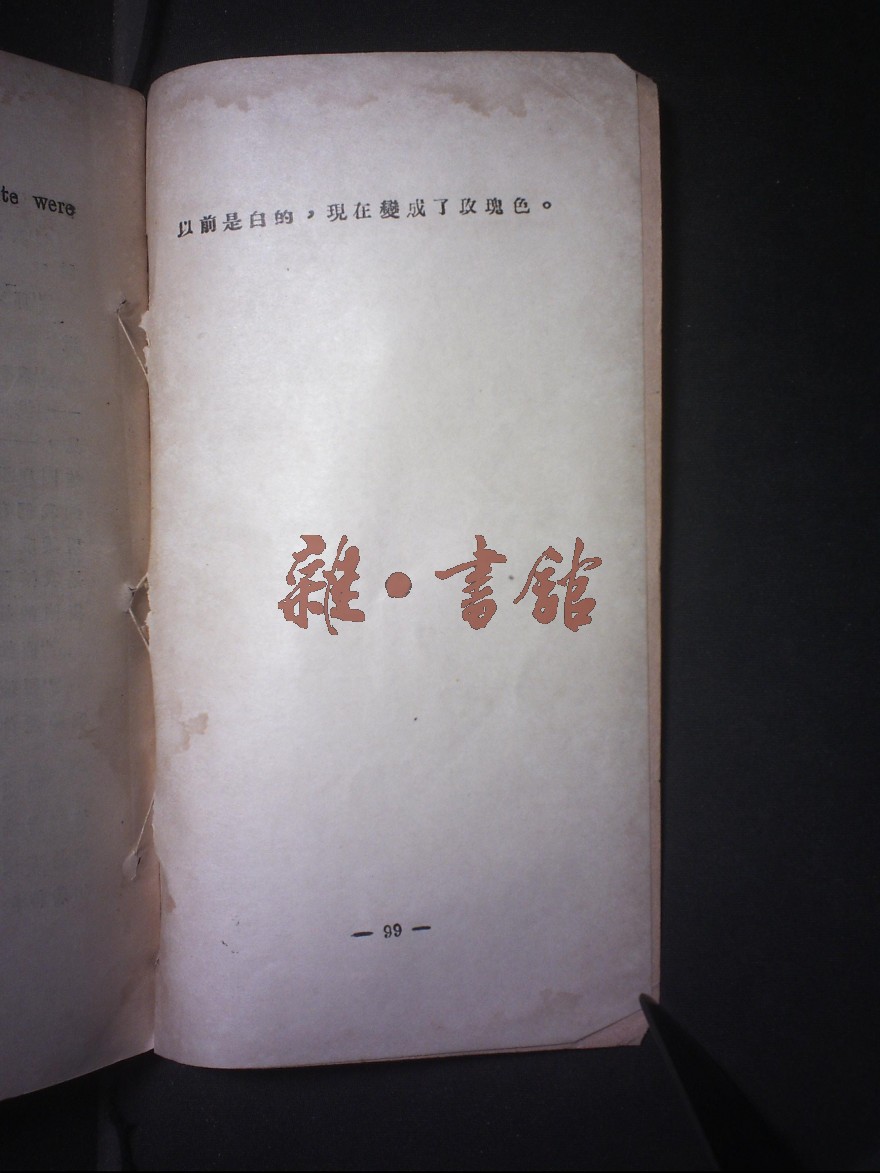 te were
以前是白的，現在變成了玫瑰色。
雜·書館
— 99 —